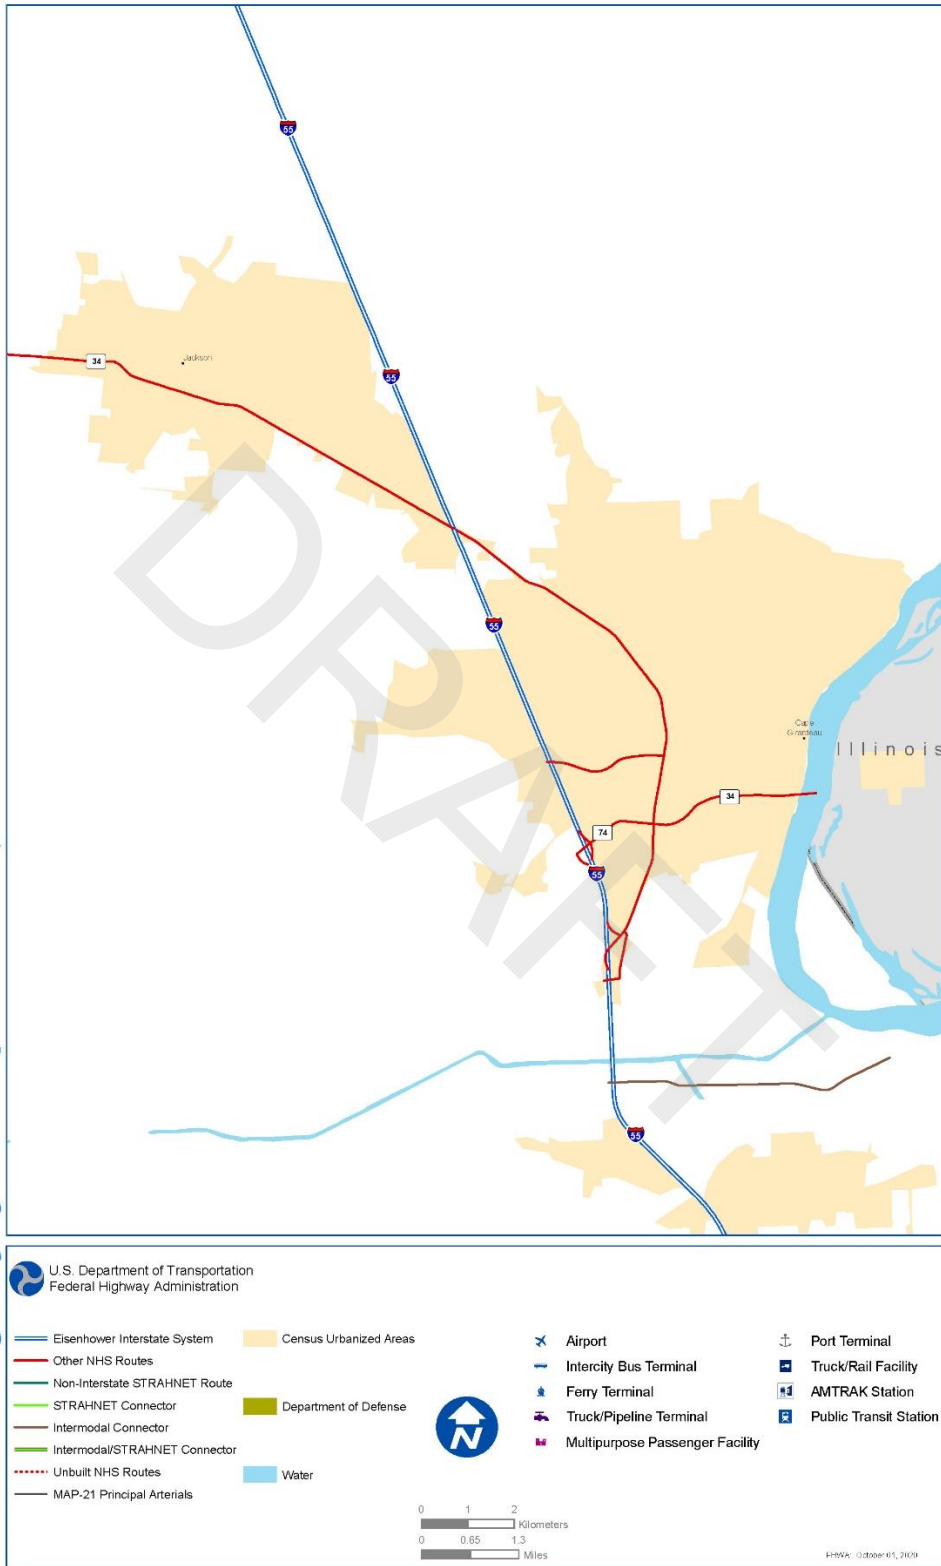 55
34
Jackson
55
55
Cape
Girardeau
Illinois
34
74
55
55
DRAFT
U.S. Department of Transportation
Federal Highway Administration
Eisenhower Interstate System
Other NHS Routes
Non-Interstate STRAHNET Route
STRAHNET Connector
Intermodal Connector
Intermodal/STRAHNET Connector
Unbuilt NHS Routes
MAP-21 Principal Arterials
Census Urbanized Areas
Department of Defense
Water
N
Airport
Intercity Bus Terminal
Ferry Terminal
Truck/Pipeline Terminal
Multipurpose Passenger Facility
Port Terminal
Truck/Rail Facility
AMTRAK Station
Public Transit Station
0 1 2
Kilometers
0 0.65 1.3
Miles
FHWA: October 01, 2020